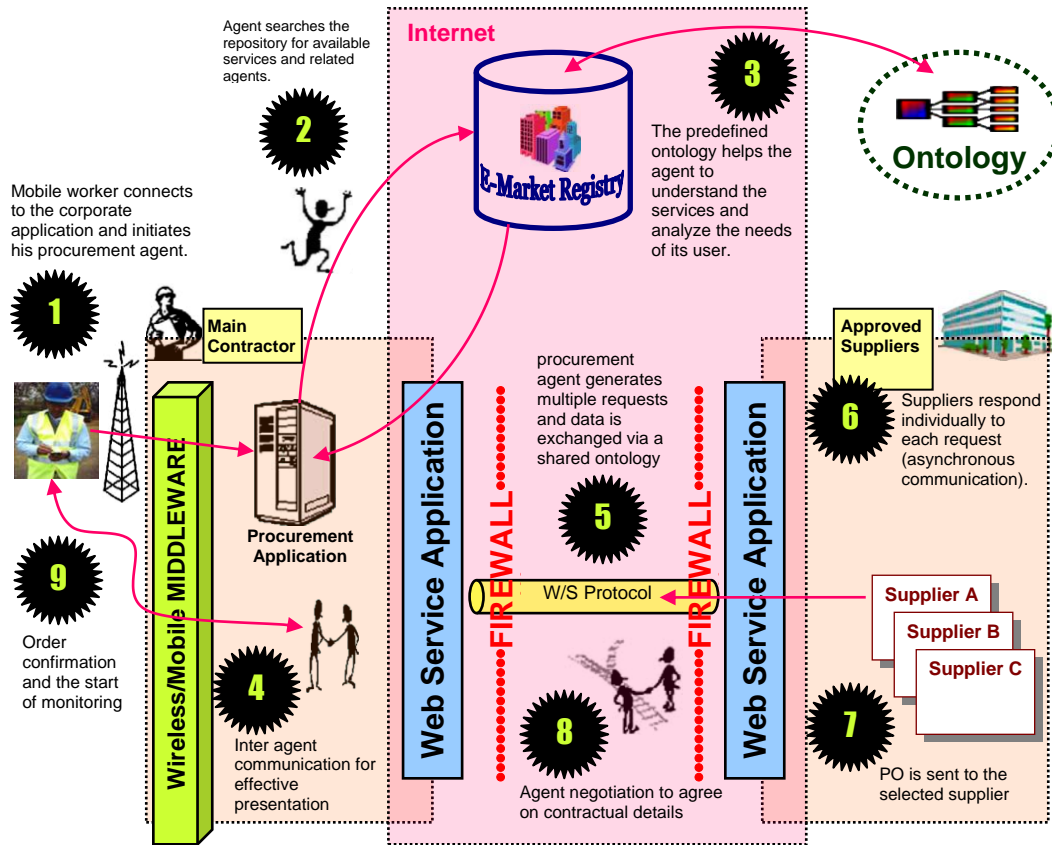 Agent searches the
repository for available
services and related
agents.
Internet
2
3
E-Market Registry
Ontology
The predefined
ontology helps the
agent to
understand the
services and
analyze the needs
of its user.
Mobile worker connects
to the corporate
application and initiates
his procurement agent.
1
Main
Contractor
Approved
Suppliers
procurement
agent generates
multiple requests
and data is
exchanged via a
shared ontology
6
Suppliers respond
individually to
each request
(asynchronous
communication).
Wireless/Mobile MIDDLEWARE
Procurement
Application
Web Service Application
FIREWALL
5
FIREWALL
Web Service Application
W/S Protocol
Supplier A
Supplier B
Supplier C
9
Order
confirmation
and the start
of monitoring
4
Inter agent
communication for
effective
presentation
8
Agent negotiation to agree
on contractual details
7
PO is sent to the
selected supplier